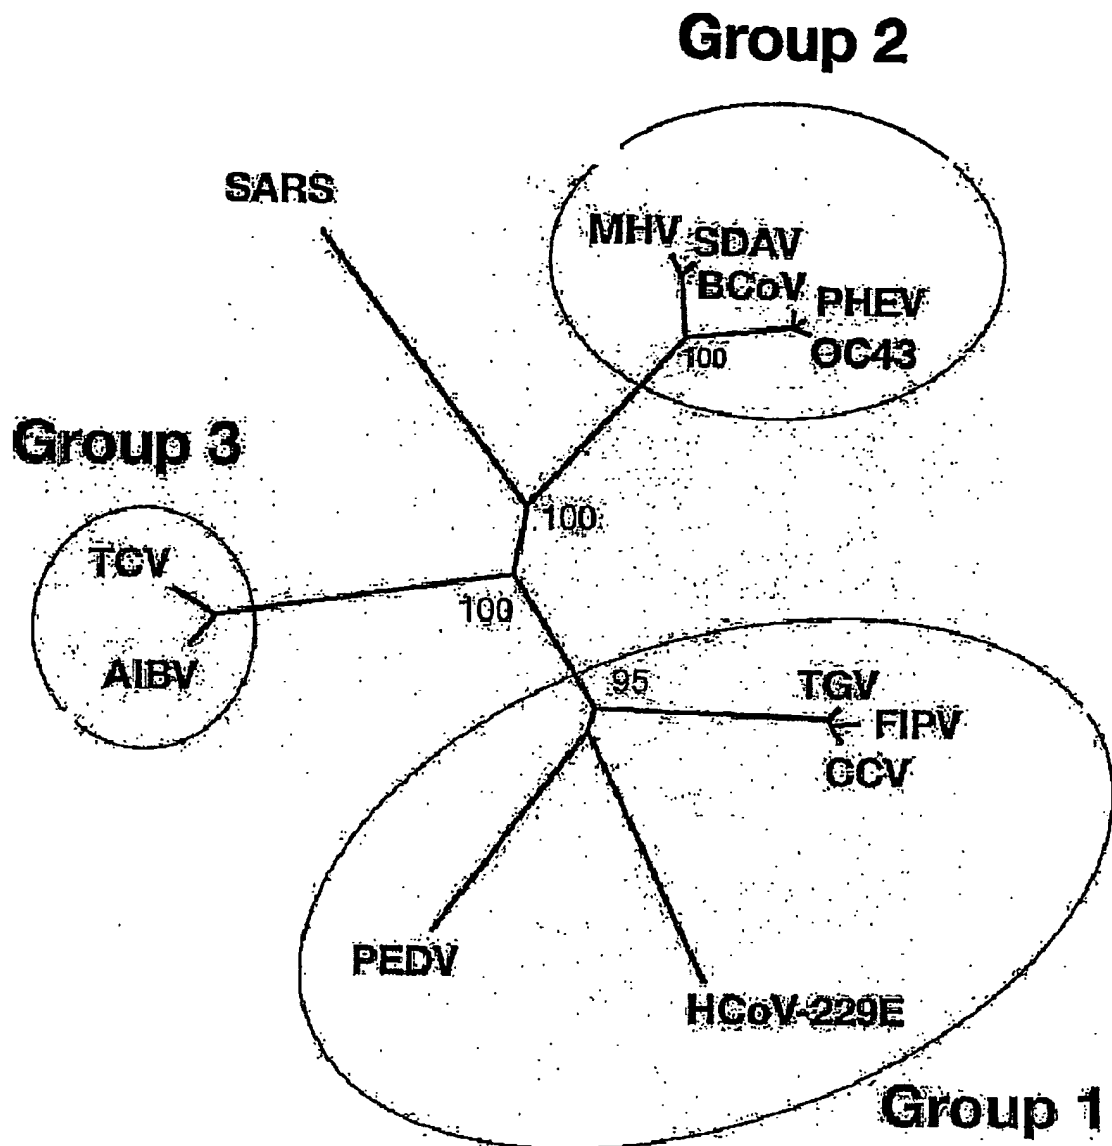 Group 2
SARS
MHV
SDAV
BCoV
PHEV
OC43
100
Group 3
100
TCV
100
AIBV
95
TGV
FIPV
CCV
PEDV
HCoV-229E
Group 1